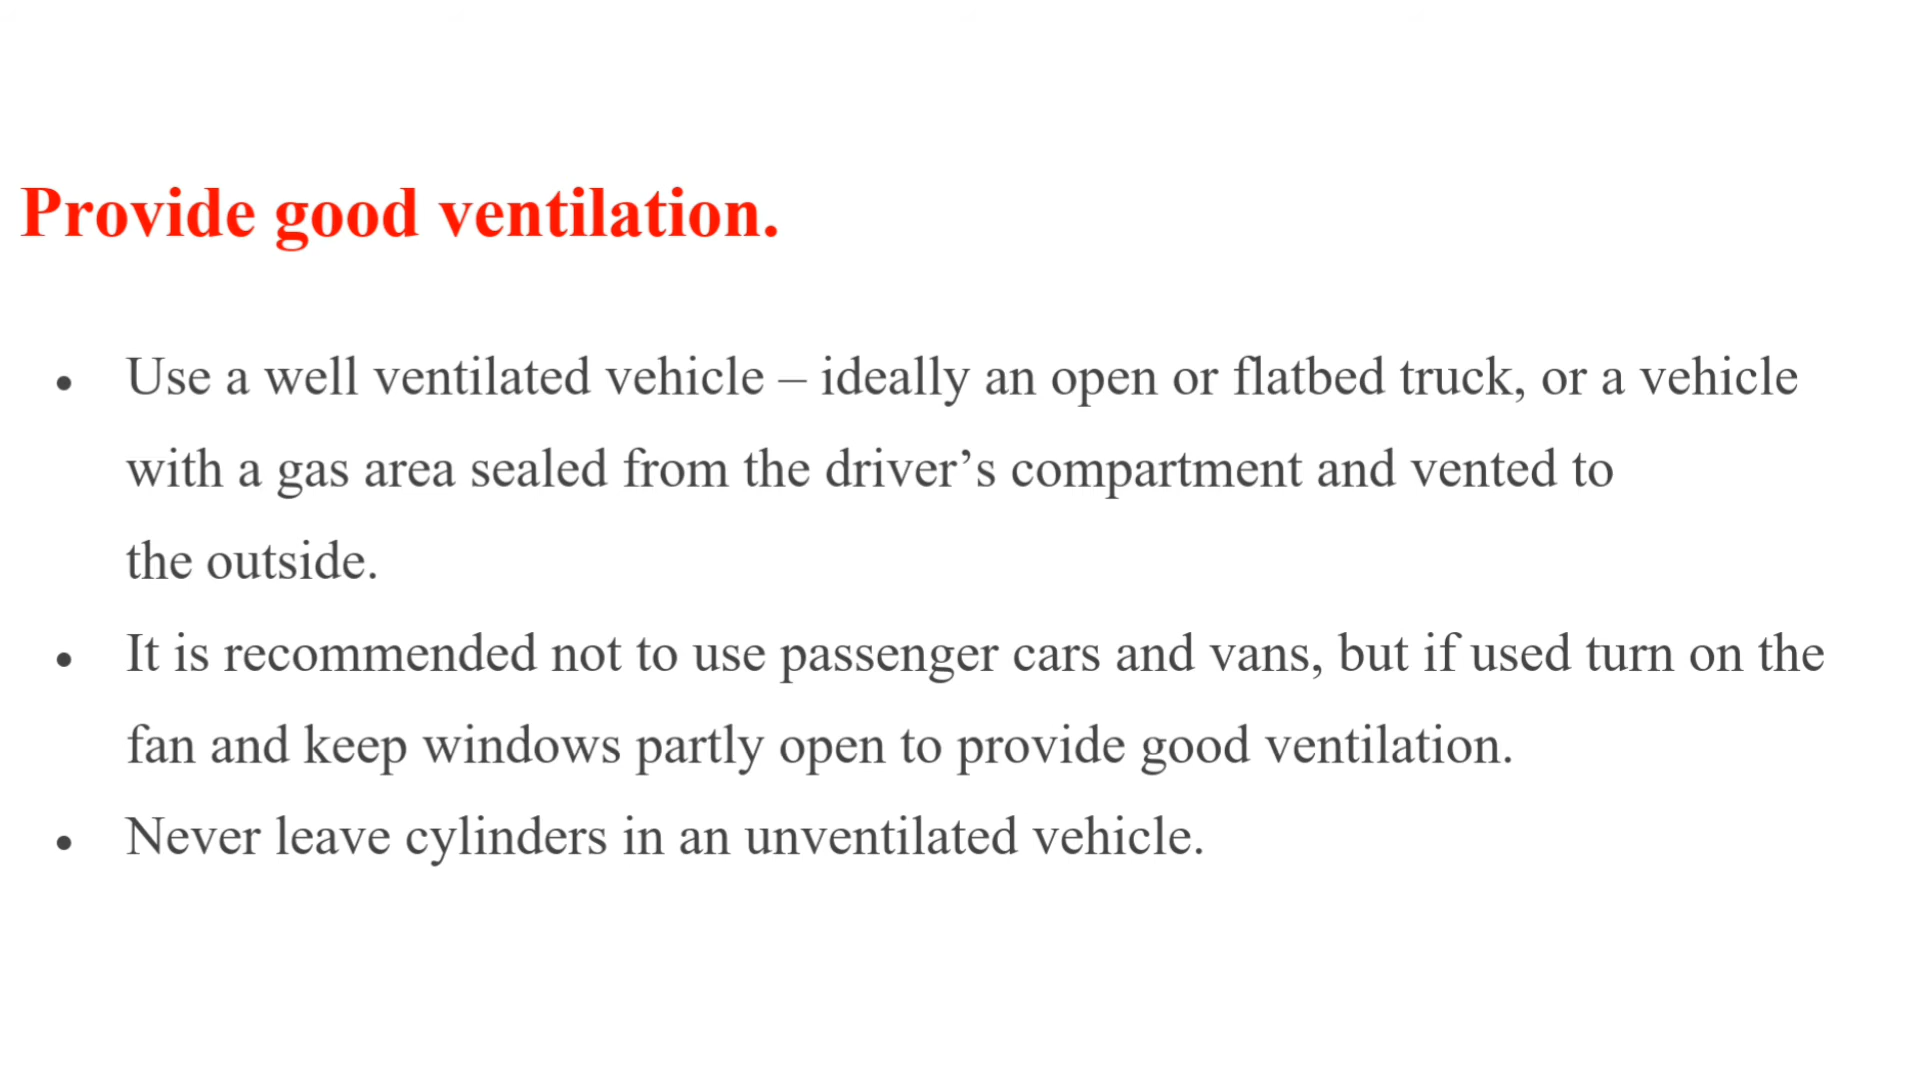 Provide good ventilation.
• Use a well ventilated vehicle – ideally an open or flatbed truck, or a vehicle
with a gas area sealed from the driver’s compartment and vented to
the outside.
• It is recommended not to use passenger cars and vans, but if used turn on the
fan and keep windows partly open to provide good ventilation.
• Never leave cylinders in an unventilated vehicle.